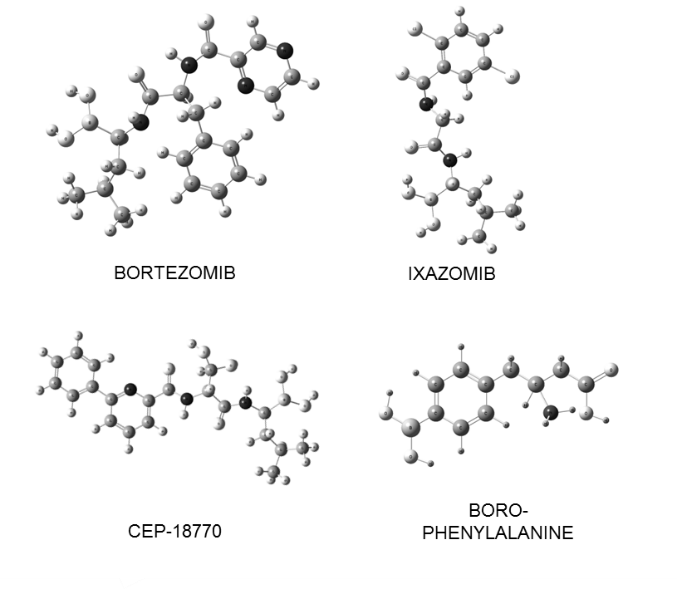 BORTEZOMIB
IXAZOMIB
CEP-18770
BORO-
PHENYLALANINE